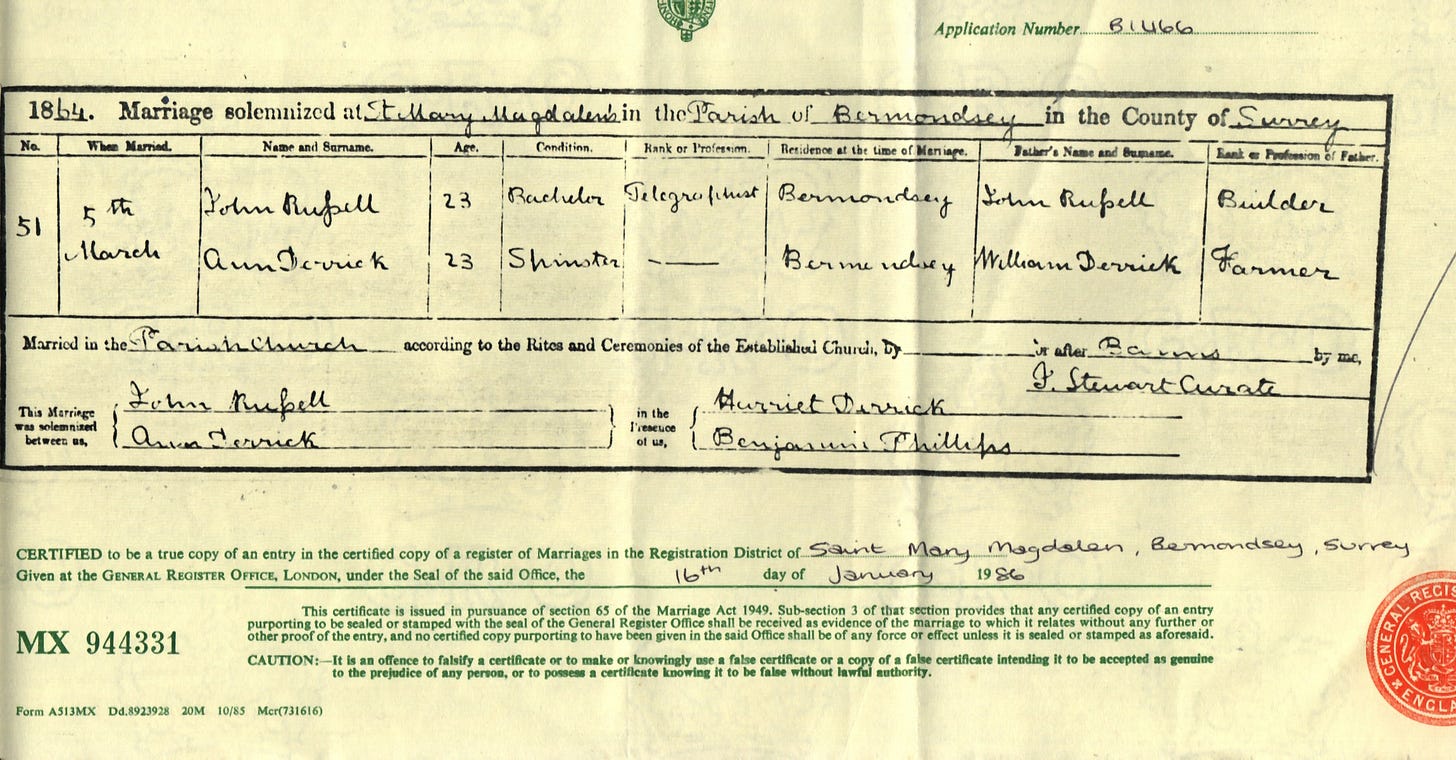 Application Number B1466
1864. Marriage solemnized at St Mary Magdalen's in the Parish of Bermondsey in the County of Surrey
No. When Married. Name and Surname. Age. Condition. Rank or Profession. Residence at the time of Marriage. Father's Name and Surname. Rank or Profession of Father.
51 5th March John Rußell 23 Bachelor Telegraphist Bermondsey John Rußell Builder
Ann Derrick 23 Spinster — Bermondsey William Derrick Farmer
Married in the Parish Church according to the Rites and Ceremonies of the Established Church, by or after Banns by me,
F. Stewart Curate
This Marriage was solemnized between us, John Rußell Ann Derrick in the Presence of us, Harriet Derrick Benjamin Phillips
CERTIFIED to be a true copy of an entry in the certified copy of a register of Marriages in the Registration District of Saint Mary Magdalen, Bermondsey, Surrey
Given at the GENERAL REGISTER OFFICE, LONDON, under the Seal of the said Office, the 16th day of January 1986
This certificate is issued in pursuance of section 65 of the Marriage Act 1949. Sub-section 3 of that section provides that any certified copy of an entry
purporting to be sealed or stamped with the seal of the General Register Office shall be received as evidence of the marriage to which it relates without any further or
other proof of the entry, and no certified copy purporting to have been given in the said Office shall be of any force or effect unless it is sealed or stamped as aforesaid.
MX 944331
CAUTION:—It is an offence to falsify a certificate or to make or knowingly use a false certificate or a copy of a false certificate intending it to be accepted as genuine
to the prejudice of any person, or to possess a certificate knowing it to be false without lawful authority.
Form A513MX Dd.8923928 20M 10/85 Mcr(731616)
GENERAL REGIS
ENGLA